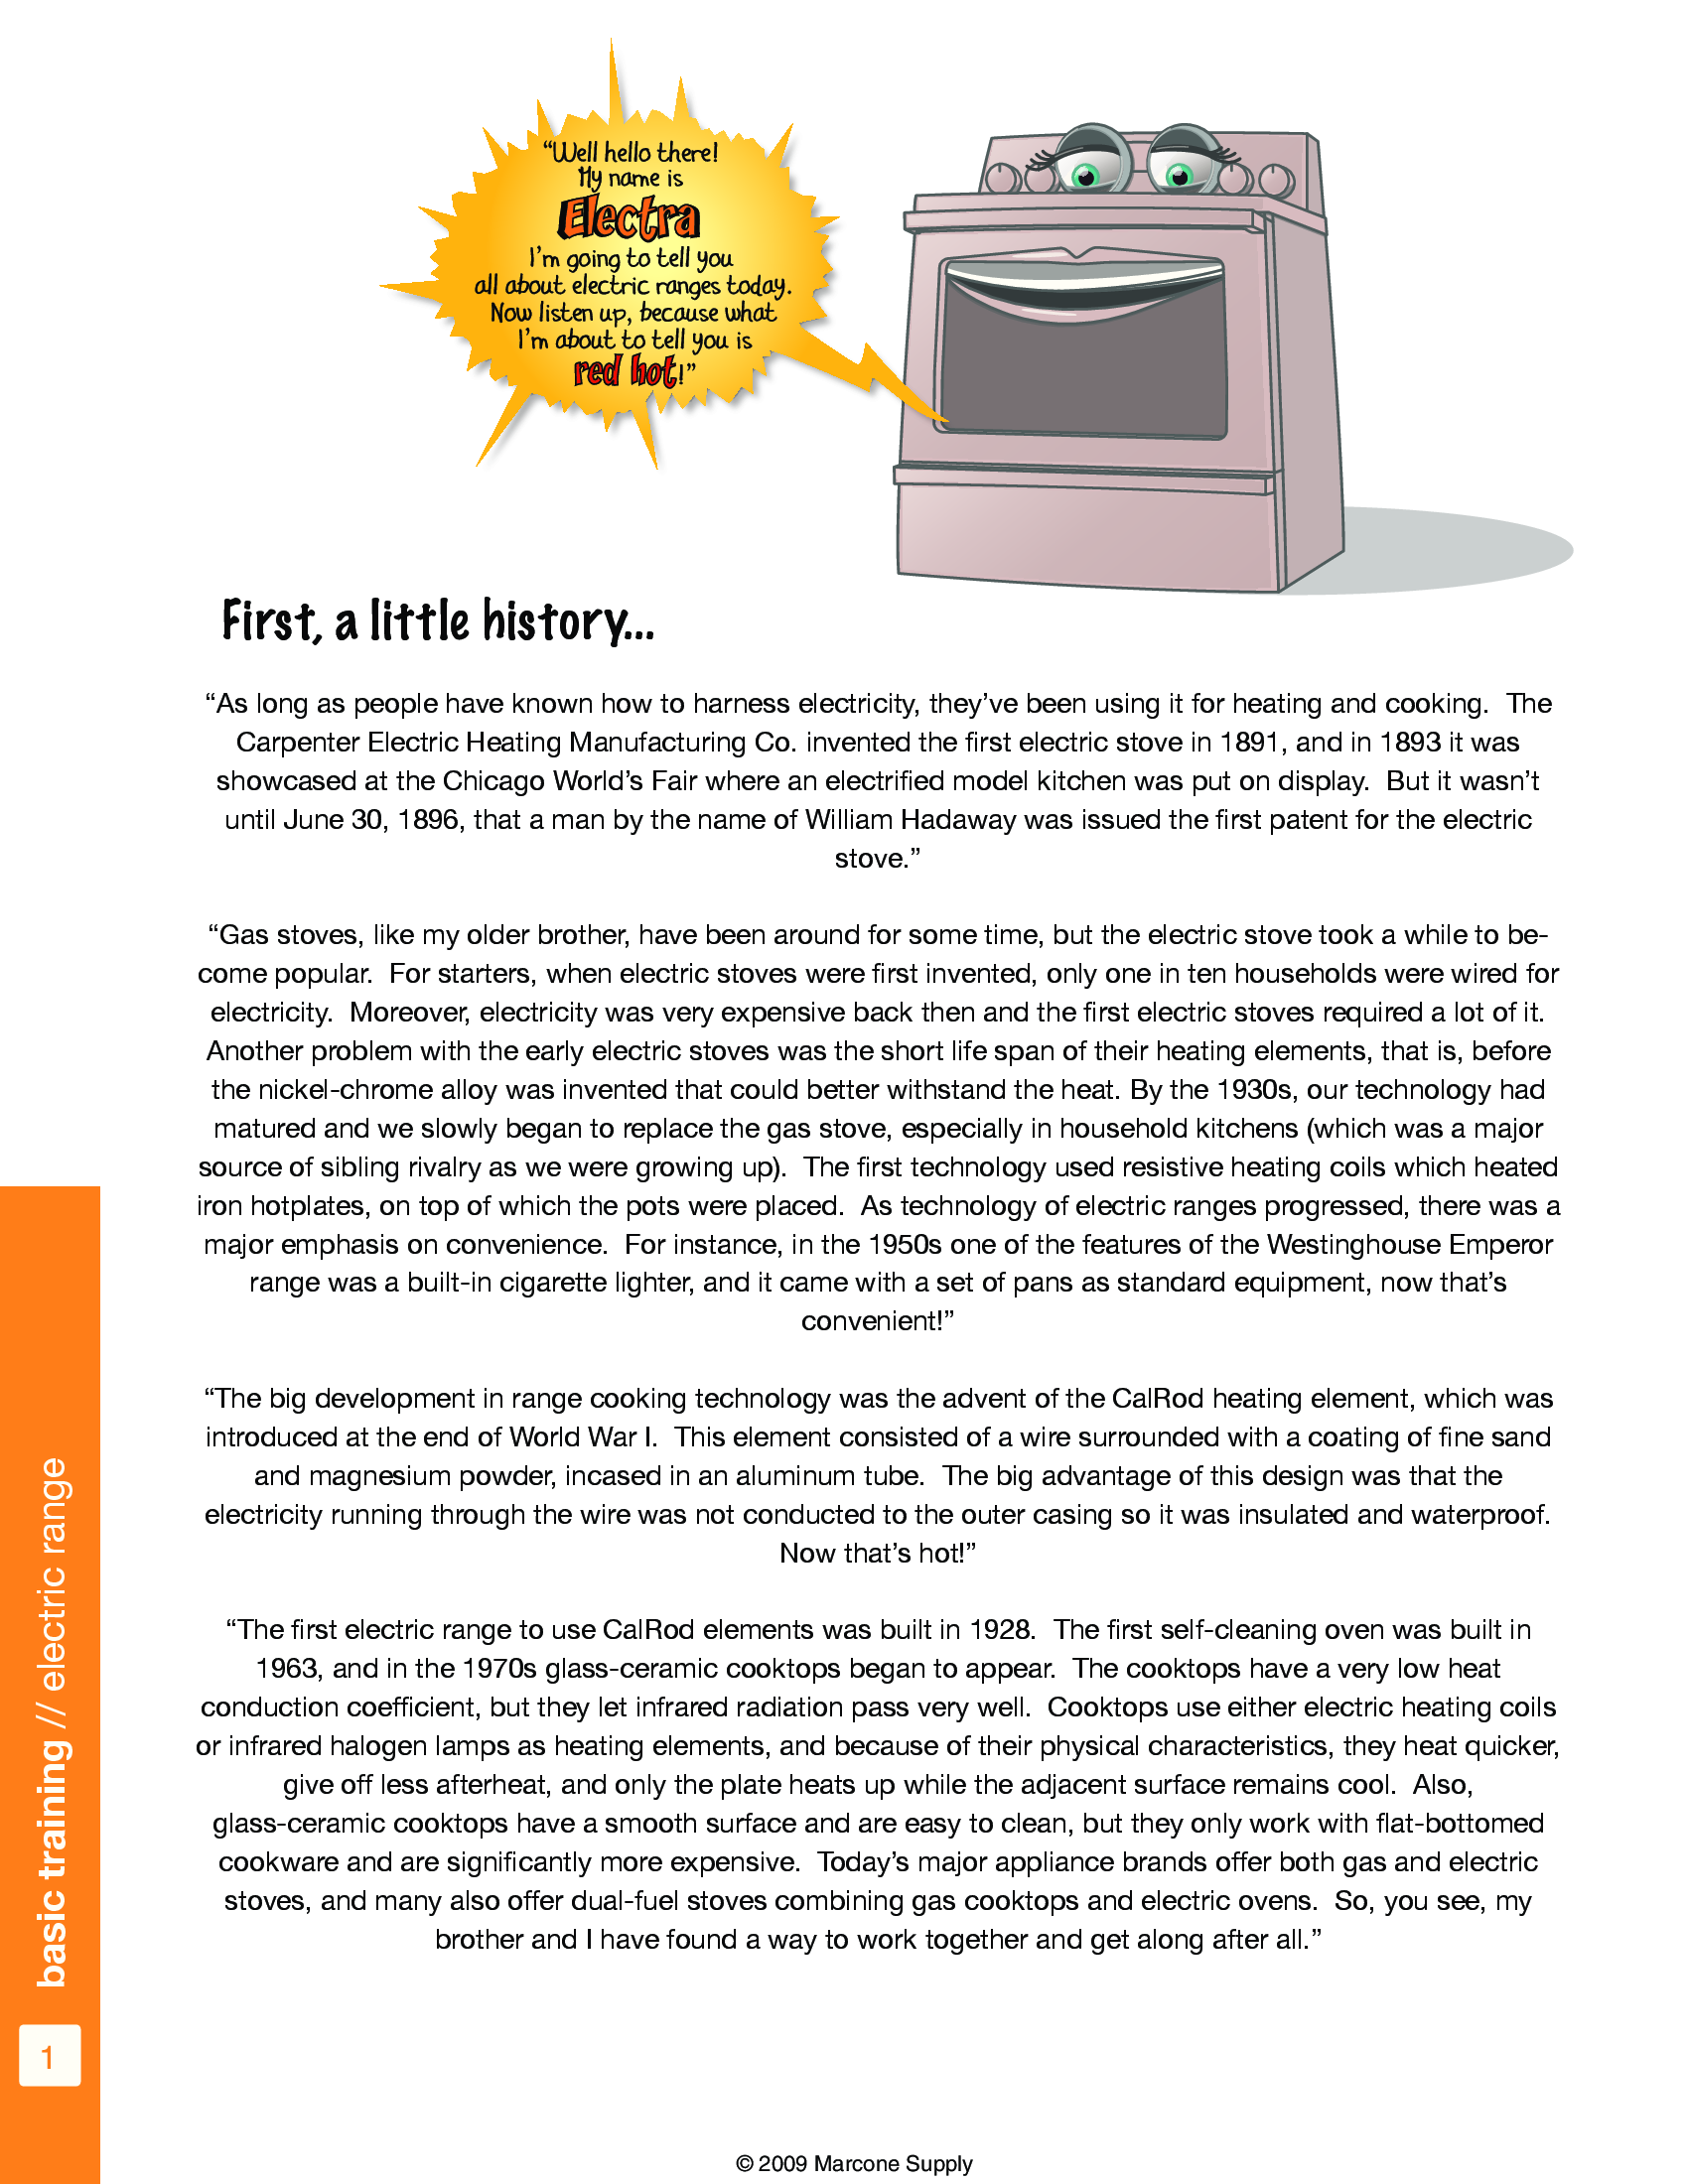 “Well hello there!
My name is
Electra
I’m going to tell you
all about electric ranges today.
Now listen up, because what
I’m about to tell you is
red hot!”
First, a little history...
“As long as people have known how to harness electricity, they’ve been using it for heating and cooking.  The
Carpenter Electric Heating Manufacturing Co. invented the first electric stove in 1891, and in 1893 it was
showcased at the Chicago World’s Fair where an electrified model kitchen was put on display.  But it wasn’t
until June 30, 1896, that a man by the name of William Hadaway was issued the first patent for the electric
stove.”
“Gas stoves, like my older brother, have been around for some time, but the electric stove took a while to be-
come popular.  For starters, when electric stoves were first invented, only one in ten households were wired for
electricity.  Moreover, electricity was very expensive back then and the first electric stoves required a lot of it.
Another problem with the early electric stoves was the short life span of their heating elements, that is, before
the nickel-chrome alloy was invented that could better withstand the heat. By the 1930s, our technology had
matured and we slowly began to replace the gas stove, especially in household kitchens (which was a major
source of sibling rivalry as we were growing up).  The first technology used resistive heating coils which heated
iron hotplates, on top of which the pots were placed.  As technology of electric ranges progressed, there was a
major emphasis on convenience.  For instance, in the 1950s one of the features of the Westinghouse Emperor
range was a built-in cigarette lighter, and it came with a set of pans as standard equipment, now that’s
convenient!”
“The big development in range cooking technology was the advent of the CalRod heating element, which was
introduced at the end of World War I.  This element consisted of a wire surrounded with a coating of fine sand
and magnesium powder, incased in an aluminum tube.  The big advantage of this design was that the
electricity running through the wire was not conducted to the outer casing so it was insulated and waterproof.
Now that’s hot!”
“The first electric range to use CalRod elements was built in 1928.  The first self-cleaning oven was built in
1963, and in the 1970s glass-ceramic cooktops began to appear.  The cooktops have a very low heat
conduction coefficient, but they let infrared radiation pass very well.  Cooktops use either electric heating coils
or infrared halogen lamps as heating elements, and because of their physical characteristics, they heat quicker,
give off less afterheat, and only the plate heats up while the adjacent surface remains cool.  Also,
glass-ceramic cooktops have a smooth surface and are easy to clean, but they only work with flat-bottomed
cookware and are significantly more expensive.  Today’s major appliance brands offer both gas and electric
stoves, and many also offer dual-fuel stoves combining gas cooktops and electric ovens.  So, you see, my
brother and I have found a way to work together and get along after all.”
basic training // electric range
1
© 2009 Marcone Supply